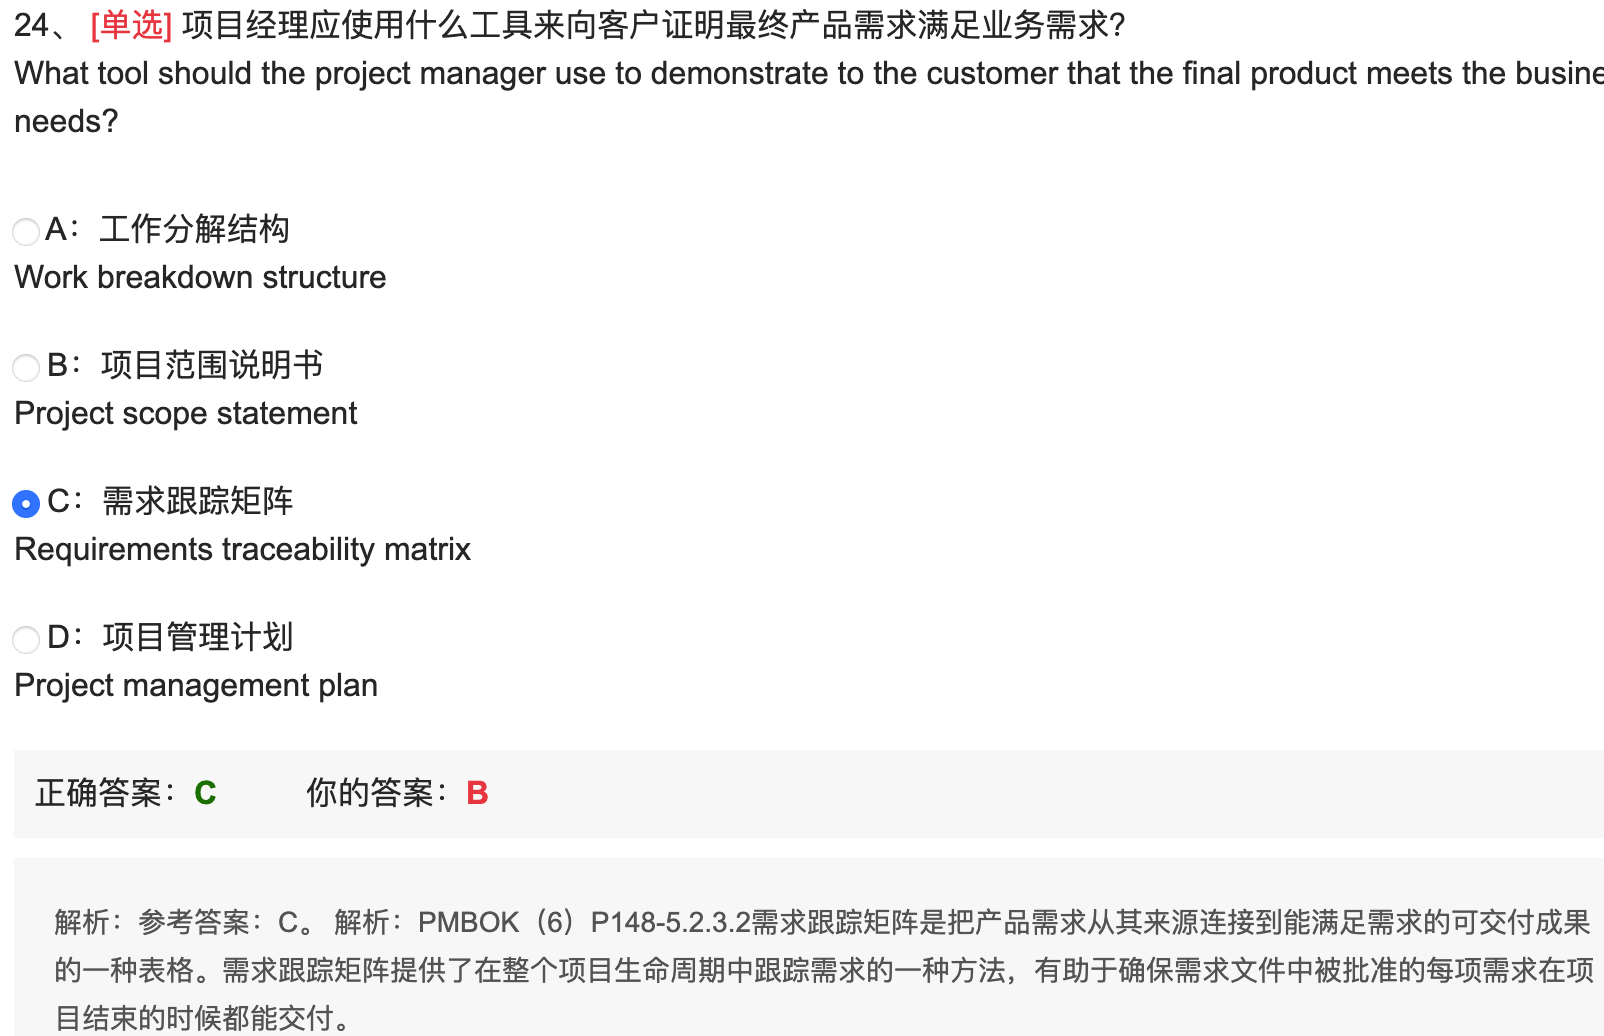 24、 [单选] 项目经理应使用什么工具来向客户证明最终产品需求满足业务需求?
What tool should the project manager use to demonstrate to the customer that the final product meets the busine
needs?
A：工作分解结构
Work breakdown structure
B：项目范围说明书
Project scope statement
C：需求跟踪矩阵
Requirements traceability matrix
D：项目管理计划
Project management plan
正确答案：C 你的答案：B
解析：参考答案：C。 解析：PMBOK（6）P148-5.2.3.2需求跟踪矩阵是把产品需求从其来源连接到能满足需求的可交付成果
的一种表格。需求跟踪矩阵提供了在整个项目生命周期中跟踪需求的一种方法，有助于确保需求文件中被批准的每项需求在项
目结束的时候都能交付。